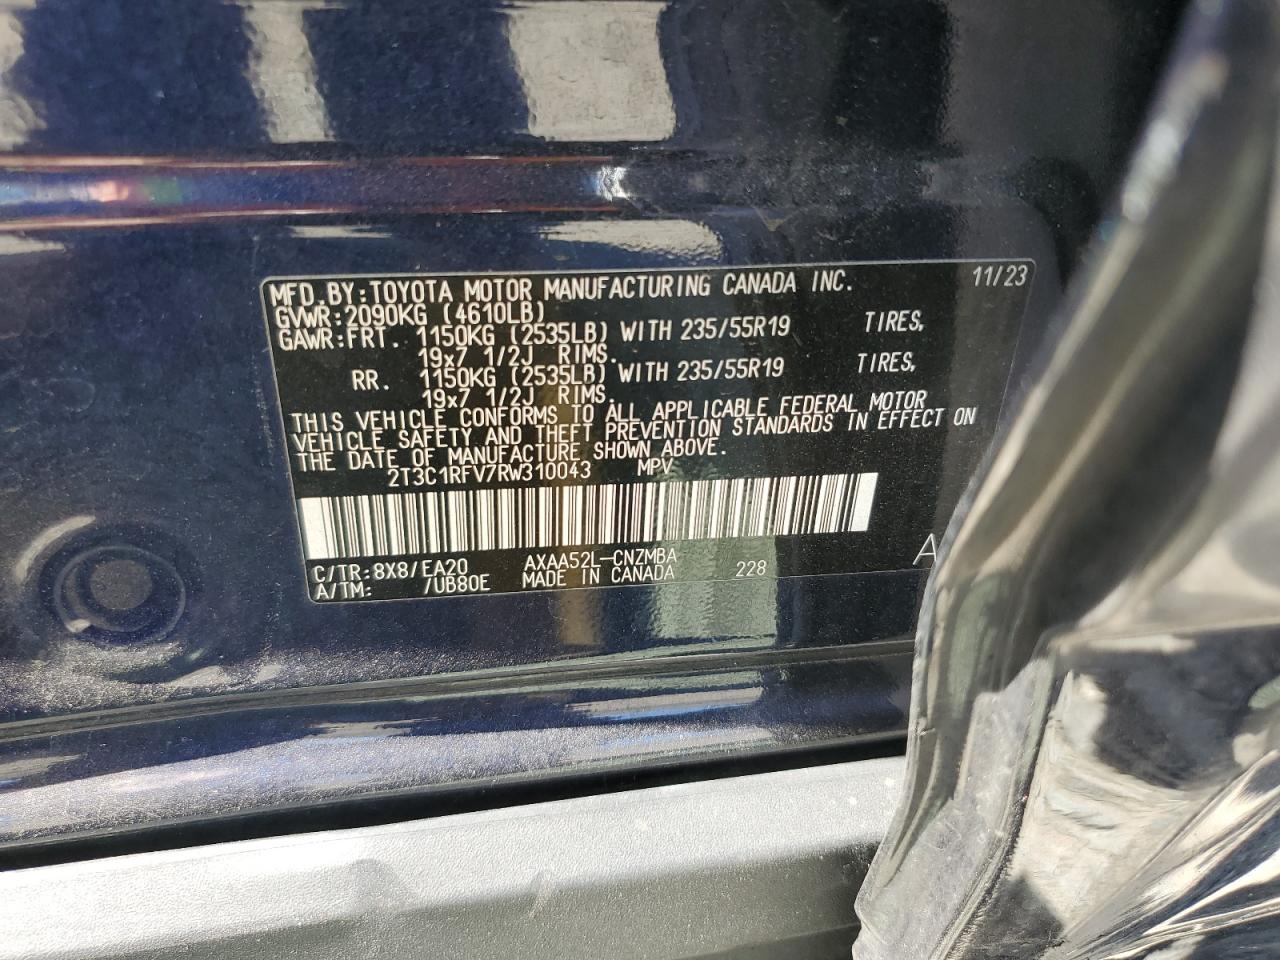 MFD.BY:TOYOTA MOTOR MANUFACTURING CANADA INC. 11/23
GVWR:2090KG (4610LB)
GAWR:FRT. 1150KG (2535LB) WITH 235/55R19 TIRES,
19x7 1/2J RIMS.
RR. 1150KG (2535LB) WITH 235/55R19 TIRES,
19x7 1/2J RIMS.
THIS VEHICLE CONFORMS TO ALL APPLICABLE FEDERAL MOTOR
VEHICLE SAFETY AND THEFT PREVENTION STANDARDS IN EFFECT ON
THE DATE OF MANUFACTURE SHOWN ABOVE.
2T3C1RFV7RW310043 MPV
C/TR:8X8/EA20 AXAA52L-CNZMBA 228 A
A/TM: /UB80E MADE IN CANADA